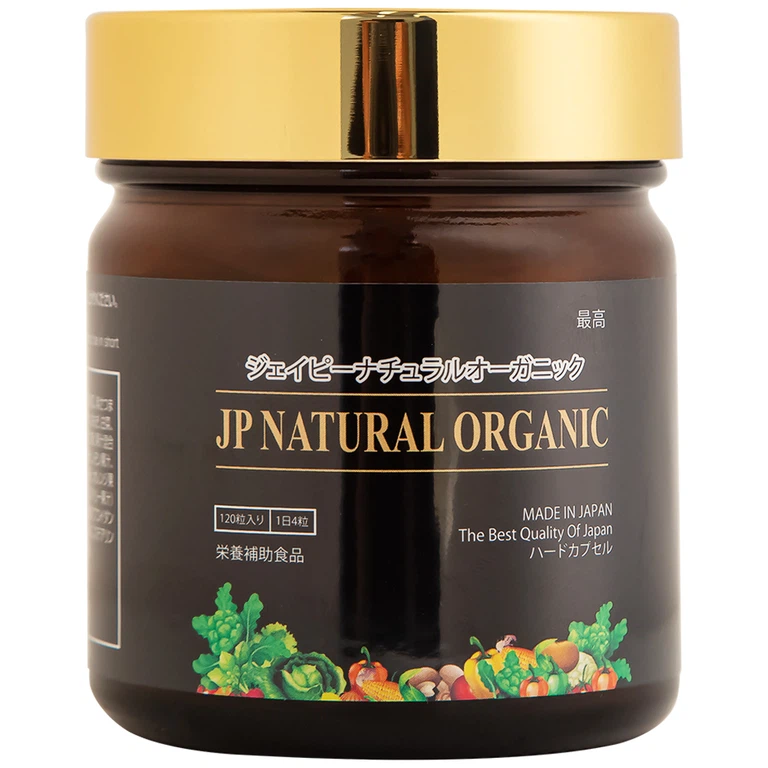 最高
ジェイピーナチュラルオーガニック
JP NATURAL ORGANIC
120粒入り 1日4粒
栄養補助食品
MADE IN JAPAN
The Best Quality Of Japan
ハードカプセル
short